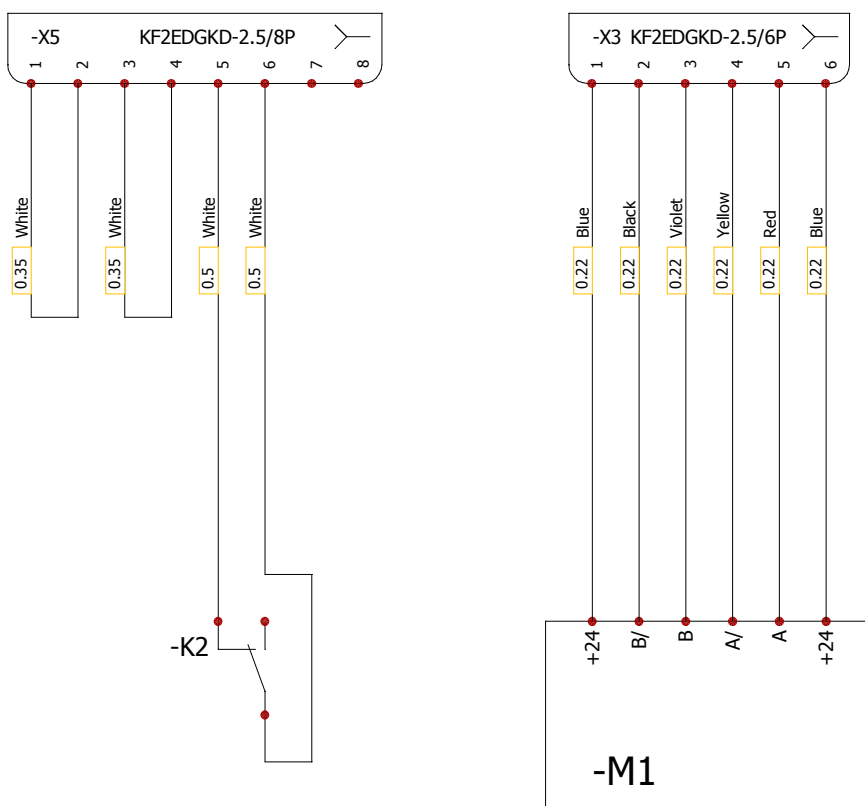 -X5 KF2EDGKD-2.5/8P
1 2 3 4 5 6 7 8
White White White White
0.35 0.35 0.5 0.5
-K2
-X3 KF2EDGKD-2.5/6P
1 2 3 4 5 6
Blue Black Violet Yellow Red Blue
0.22 0.22 0.22 0.22 0.22 0.22
+24 B/ B A/ A +24
-M1